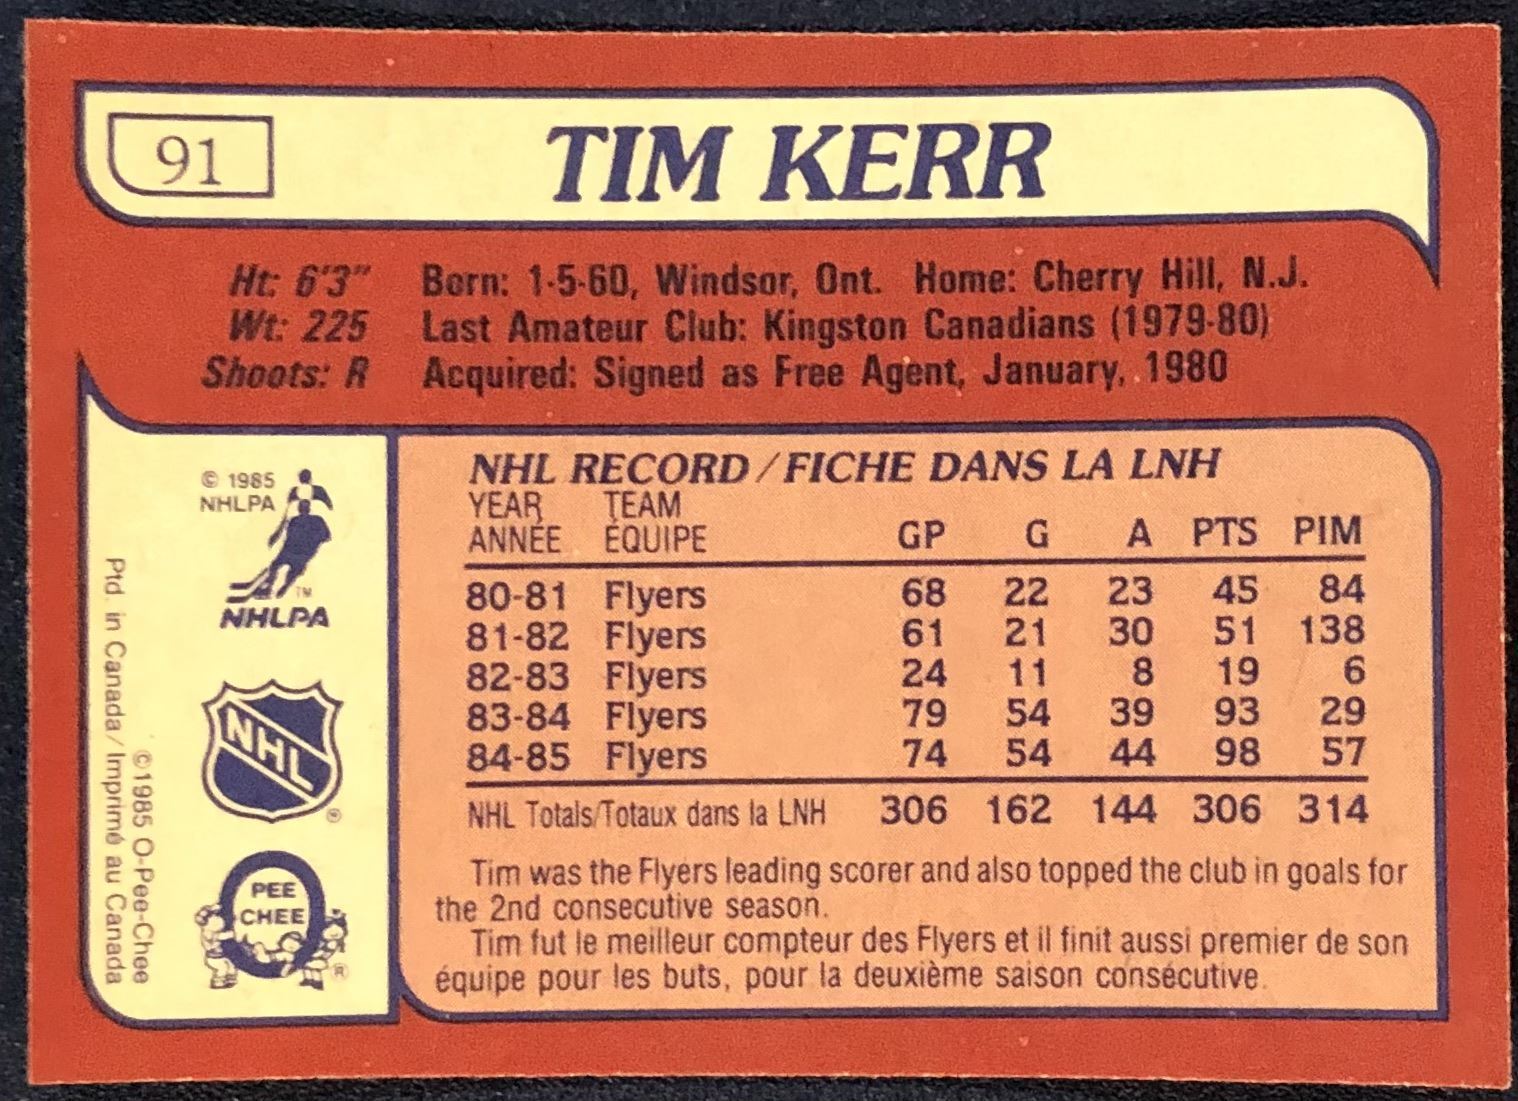 91
TIM KERR
Ht: 6'3" Born: 1-5-60, Windsor, Ont. Home: Cherry Hill, N.J.
Wt: 225 Last Amateur Club: Kingston Canadians (1979-80)
Shoots: R Acquired: Signed as Free Agent, January, 1980
© 1985
NHLPA
TM
NHLPA
NHL
®
PEE
CHEE
®
©1985 O-Pee-Chee
Ptd. in Canada/Imprimé au Canada
NHL RECORD/FICHE DANS LA LNH
YEAR TEAM
ANNÉE ÉQUIPE GP G A PTS PIM
80-81 Flyers 68 22 23 45 84
81-82 Flyers 61 21 30 51 138
82-83 Flyers 24 11 8 19 6
83-84 Flyers 79 54 39 93 29
84-85 Flyers 74 54 44 98 57
NHL Totals/Totaux dans la LNH 306 162 144 306 314
Tim was the Flyers leading scorer and also topped the club in goals for
the 2nd consecutive season.
Tim fut le meilleur compteur des Flyers et il finit aussi premier de son
équipe pour les buts, pour la deuxième saison consécutive.